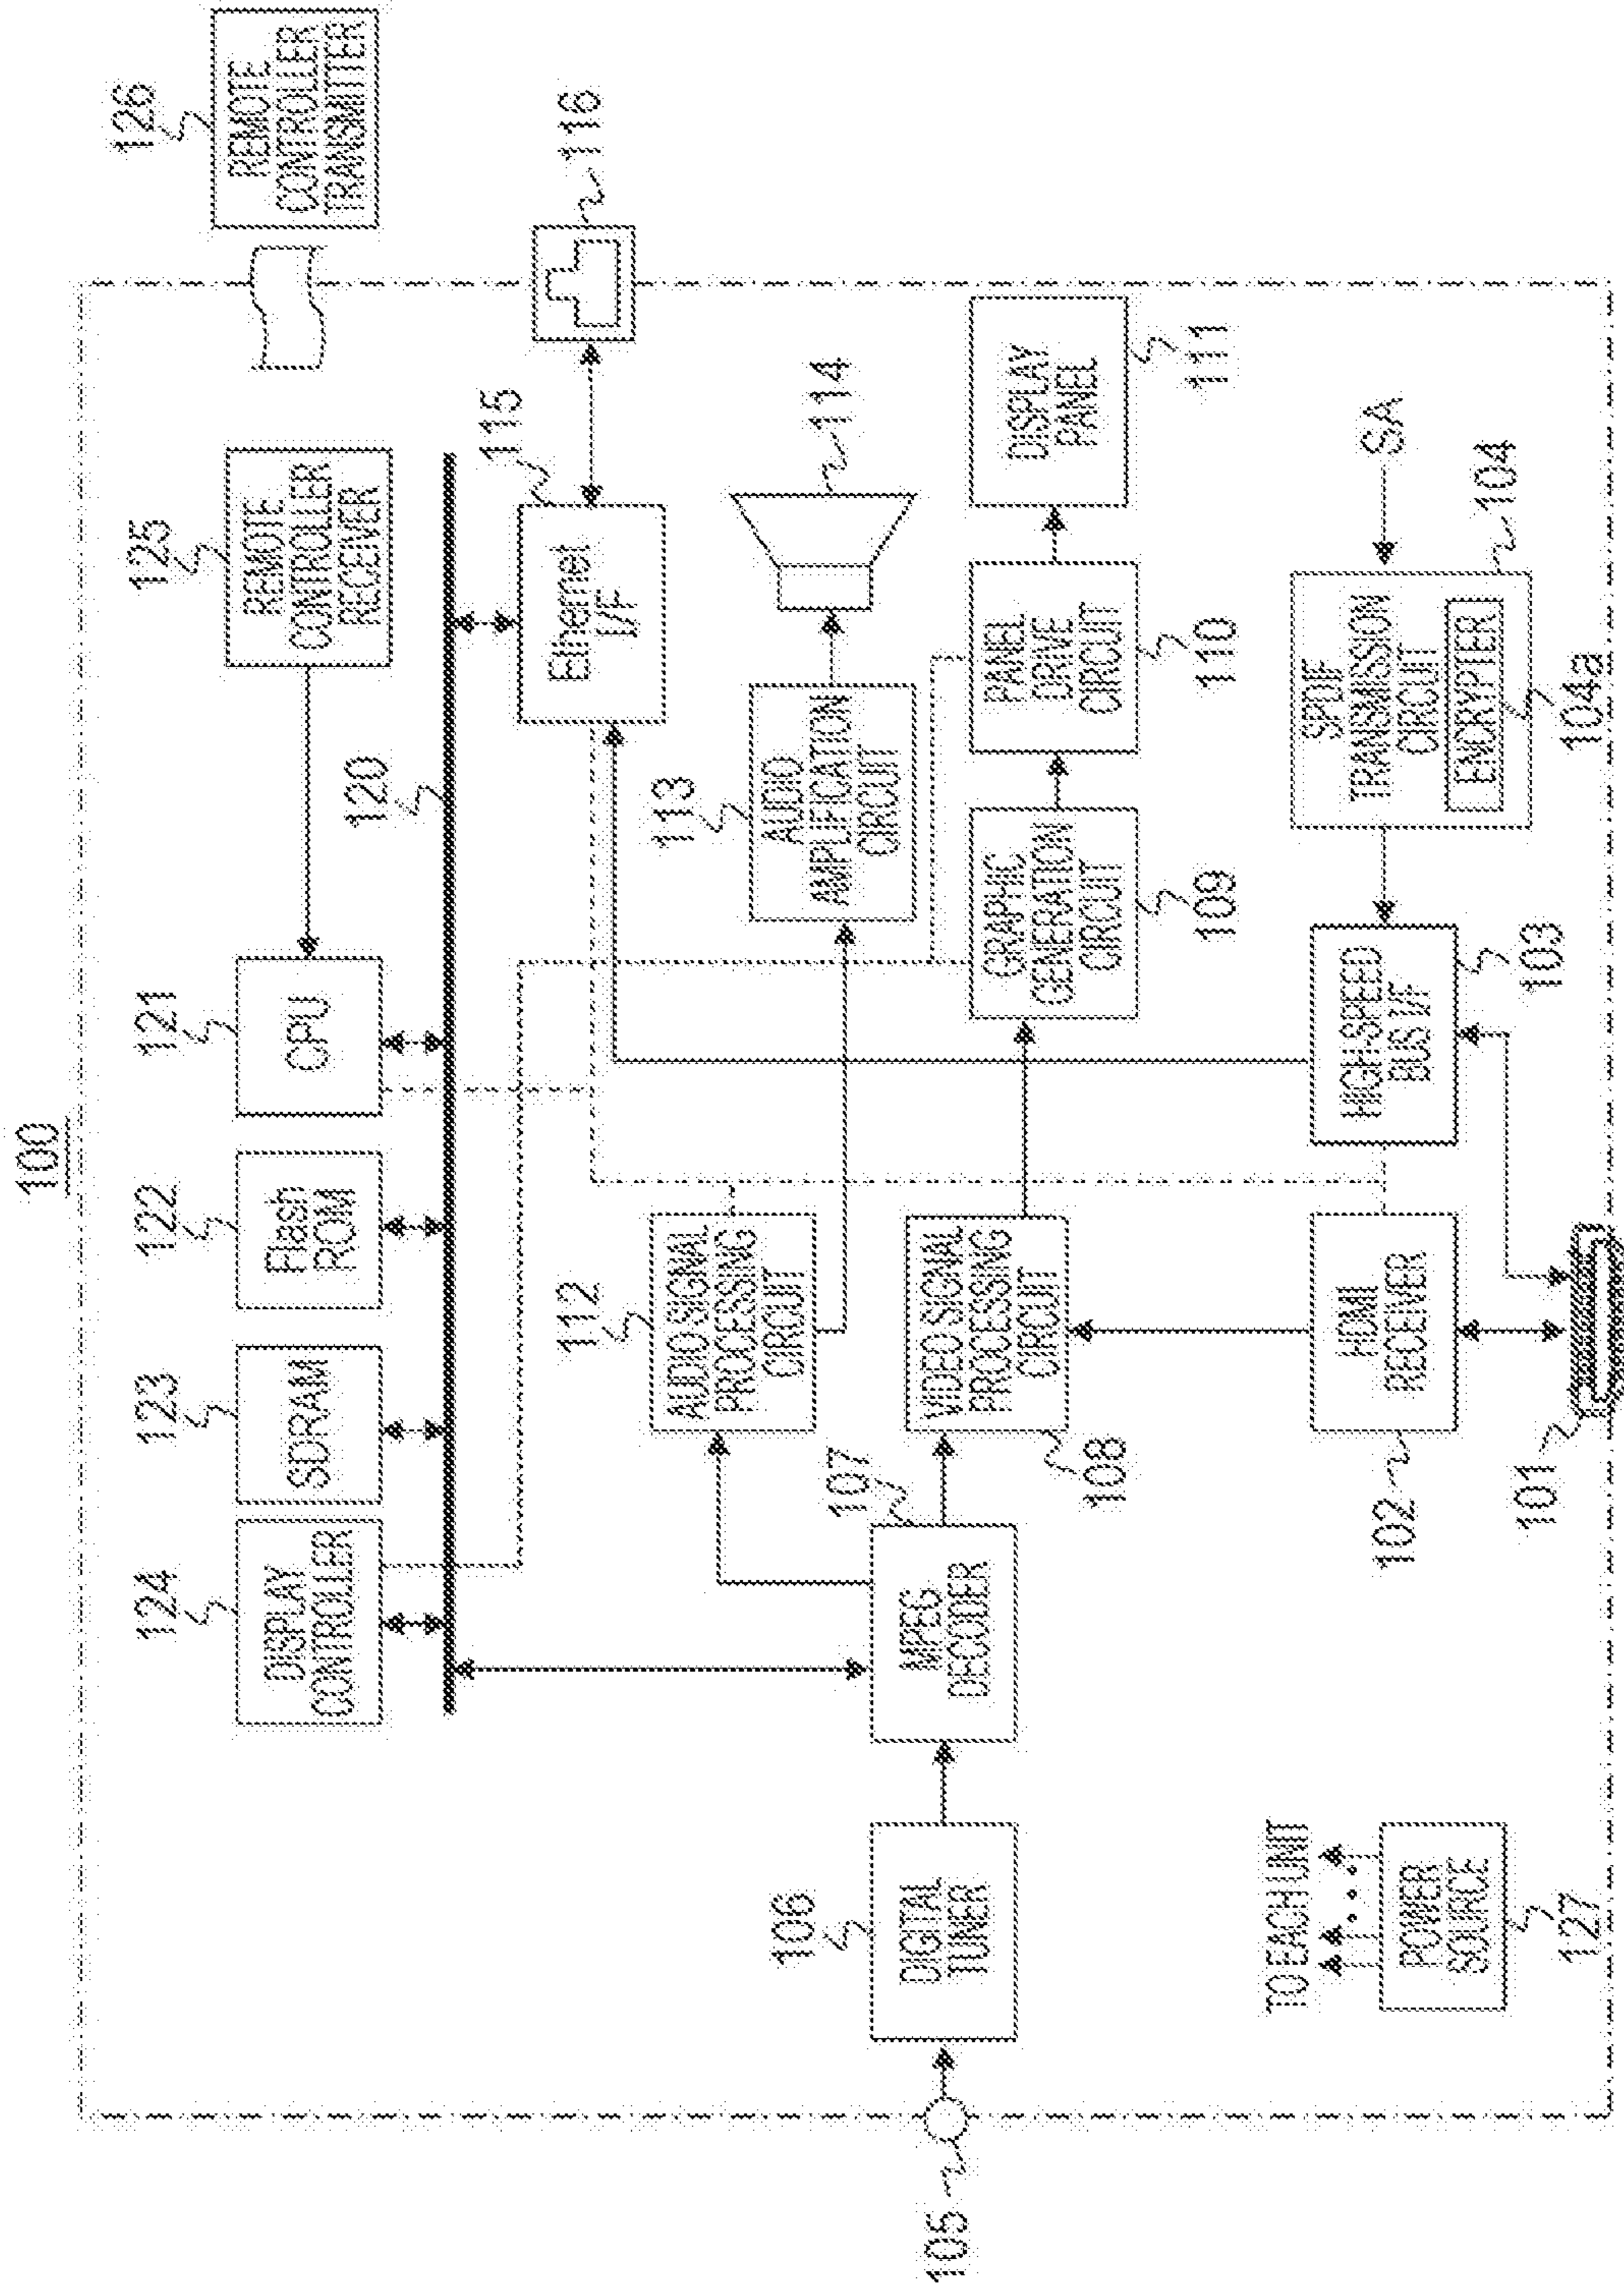 100
124
123
122
121
125
126
DISPLAY
CONTROLLER
SDRAM
Flash
ROM
CPU
REMOTE
CONTROLLER
RECEIVER
REMOTE
CONTROLLER
TRANSMITTER
120
115
116
Ethernet
I/F
112
113
114
AUDIO SIGNAL
PROCESSING
CIRCUIT
AUDIO
AMPLIFICATION
CIRCUIT
105
106
107
DIGITAL
TUNER
MPEG
DECODER
VIDEO SIGNAL
PROCESSING
CIRCUIT
108
GRAPHIC
GENERATION
CIRCUIT
109
PANEL
DRIVE
CIRCUIT
110
DISPLAY
PANEL
111
TO EACH UNIT
POWER
SOURCE
127
102
HDMI
RECEIVER
101
HIGH-SPEED
BUS I/F
103
SPDIF
TRANSMISSION
CIRCUIT
ENCRYPTER
104a
104
SA